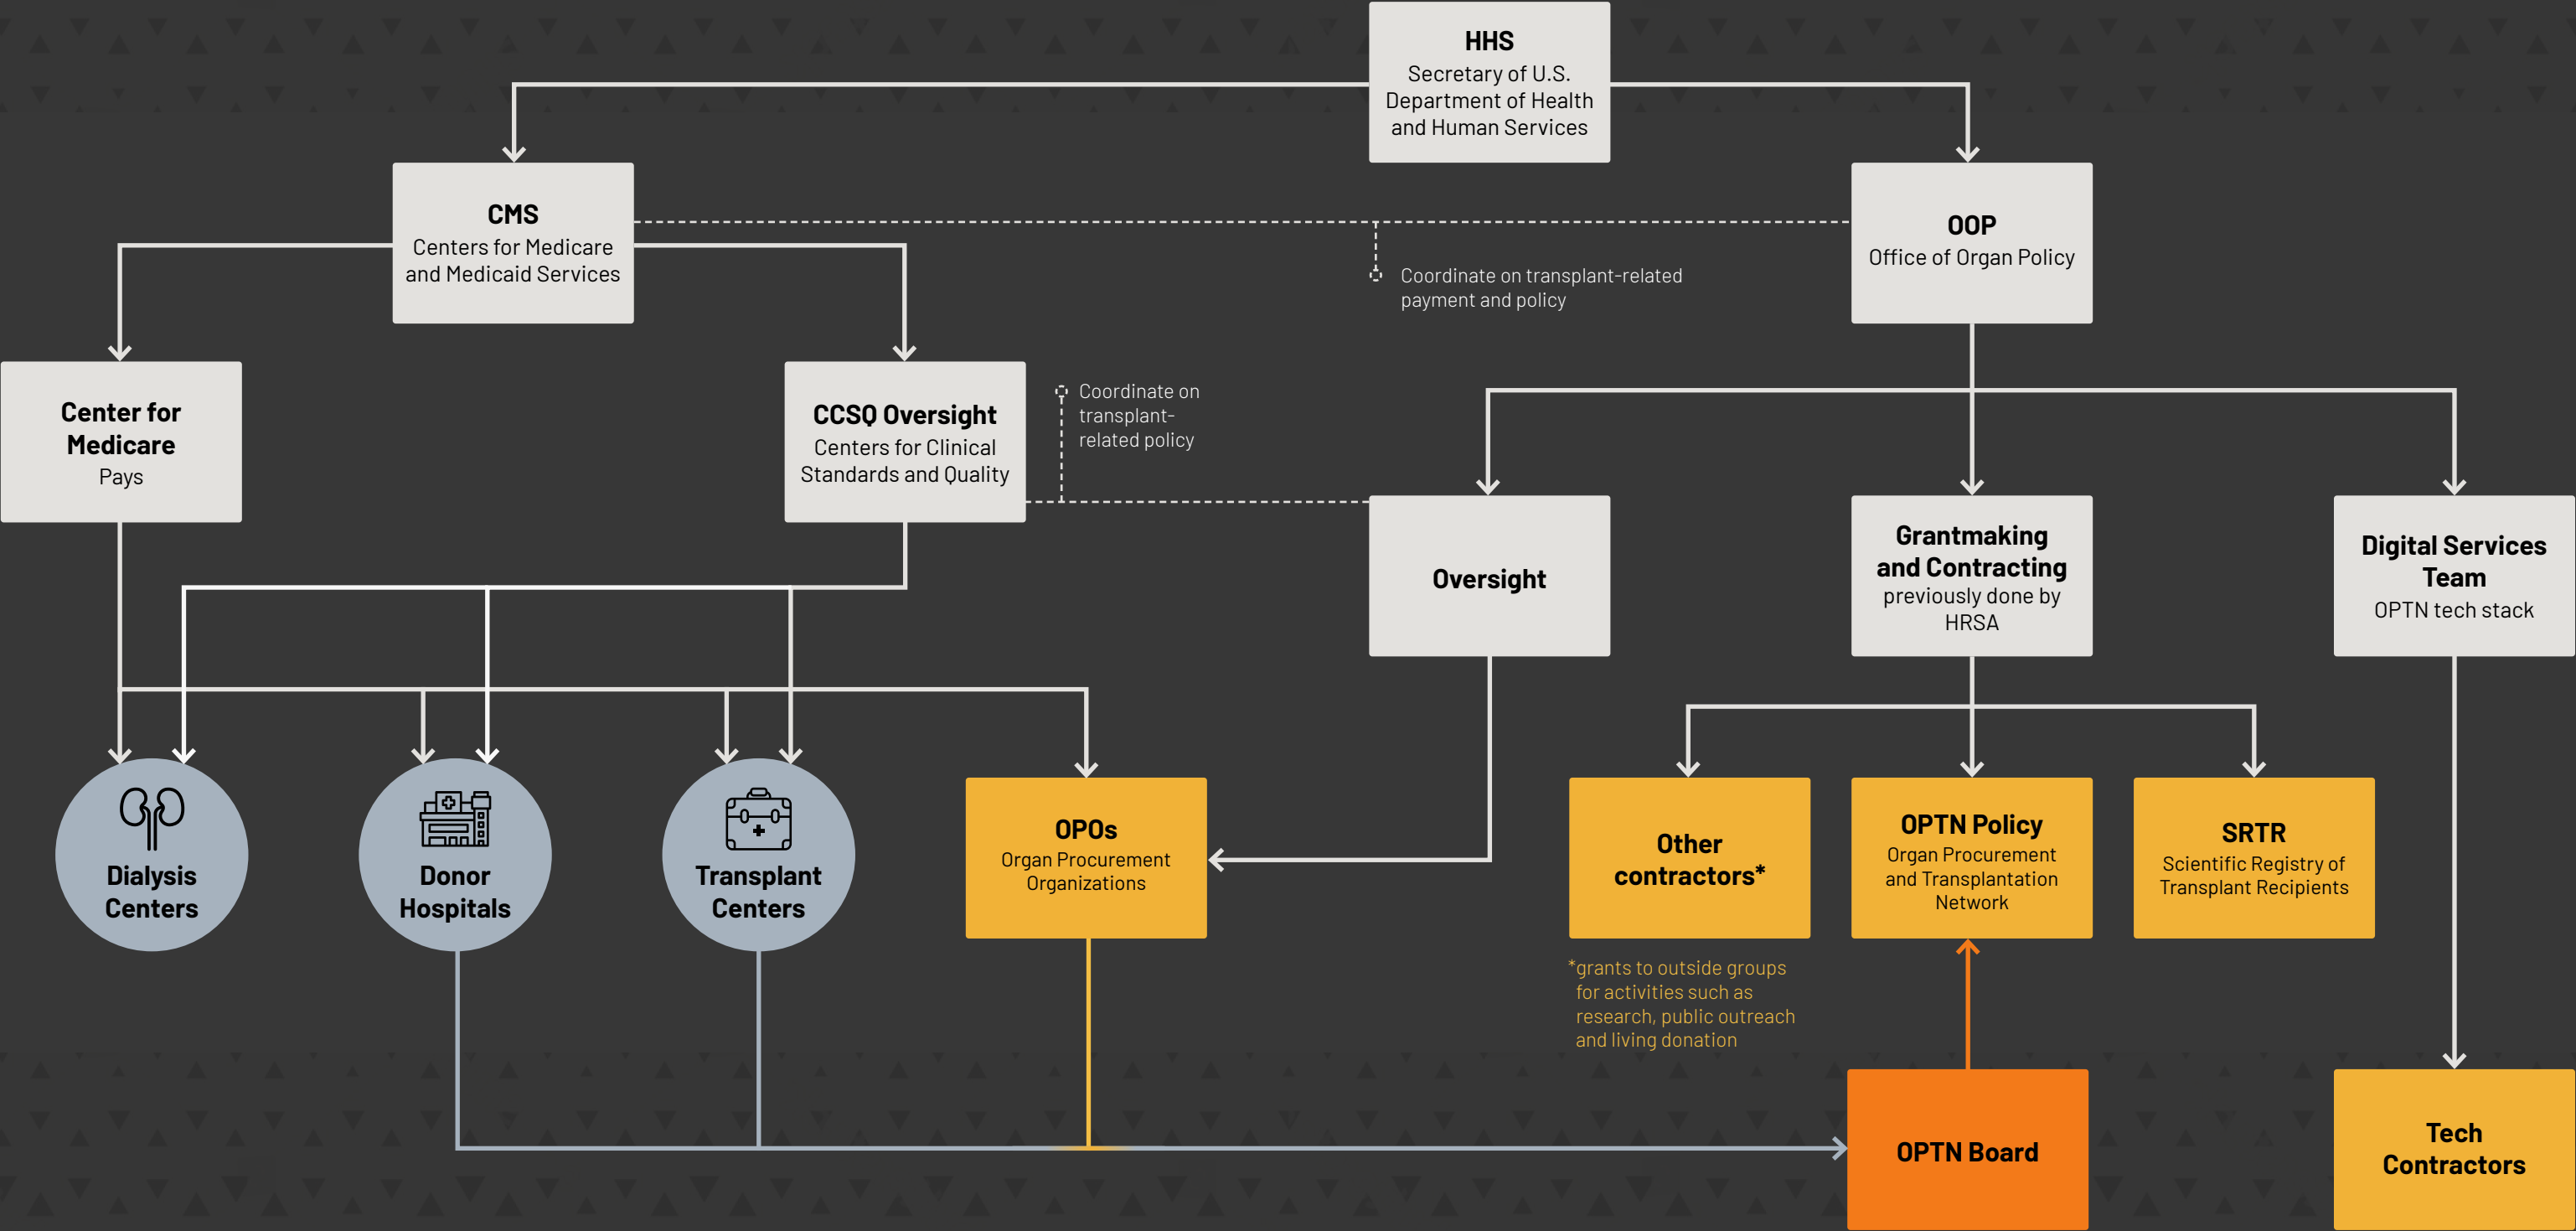 HHS
Secretary of U.S.
Department of Health
and Human Services
CMS
Centers for Medicare
and Medicaid Services
OOP
Office of Organ Policy
Coordinate on transplant-related
payment and policy
Center for
Medicare
Pays
CCSQ Oversight
Centers for Clinical
Standards and Quality
Coordinate on
transplant-
related policy
Oversight
Grantmaking
and Contracting
previously done by
HRSA
Digital Services
Team
OPTN tech stack
Dialysis
Centers
Donor
Hospitals
Transplant
Centers
OPOs
Organ Procurement
Organizations
Other
contractors*
*grants to outside groups
for activities such as
research, public outreach
and living donation
OPTN Policy
Organ Procurement
and Transplantation
Network
SRTR
Scientific Registry of
Transplant Recipients
OPTN Board
Tech
Contractors